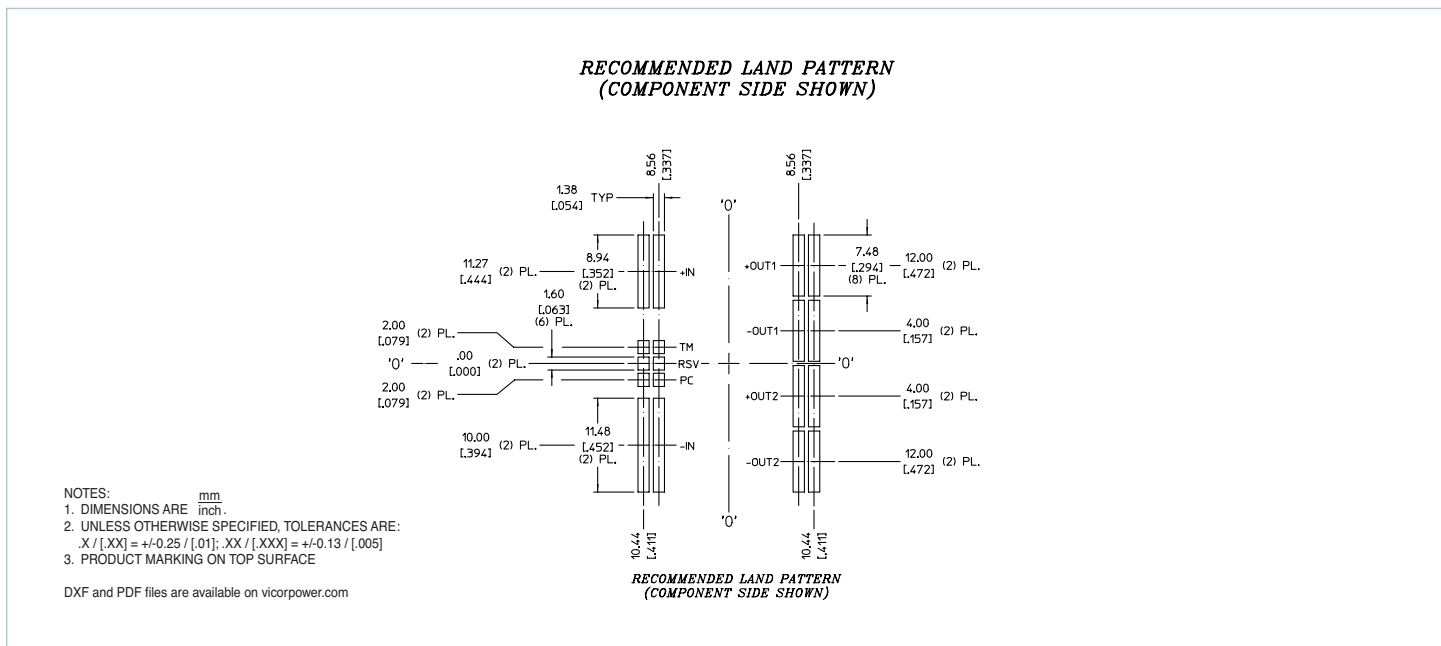 RECOMMENDED LAND PATTERN
(COMPONENT SIDE SHOWN)
8.56
[.337]
8.56
[.337]
1.38
[.054]
TYP
'0'
11.27
[.444]
(2) PL.
8.94
[.352]
(2) PL.
+IN
+OUT1
7.48
[.294]
(8) PL.
12.00
[.472]
(2) PL.
1.60
[.063]
(6) PL.
2.00
[.079]
(2) PL.
TM
-OUT1
4.00
[.157]
(2) PL.
'0'
.00
[.000]
(2) PL.
RSV
'0'
2.00
[.079]
(2) PL.
PC
+OUT2
4.00
[.157]
(2) PL.
10.00
[.394]
(2) PL.
11.48
[.452]
(2) PL.
-IN
-OUT2
12.00
[.472]
(2) PL.
'0'
10.44
[.411]
10.44
[.411]
RECOMMENDED LAND PATTERN
(COMPONENT SIDE SHOWN)
NOTES:
1. DIMENSIONS ARE mm
inch.
2. UNLESS OTHERWISE SPECIFIED, TOLERANCES ARE:
.X / [.XX] = +/-0.25 / [.01]; .XX / [.XXX] = +/-0.13 / [.005]
3. PRODUCT MARKING ON TOP SURFACE
DXF and PDF files are available on vicorpower.com